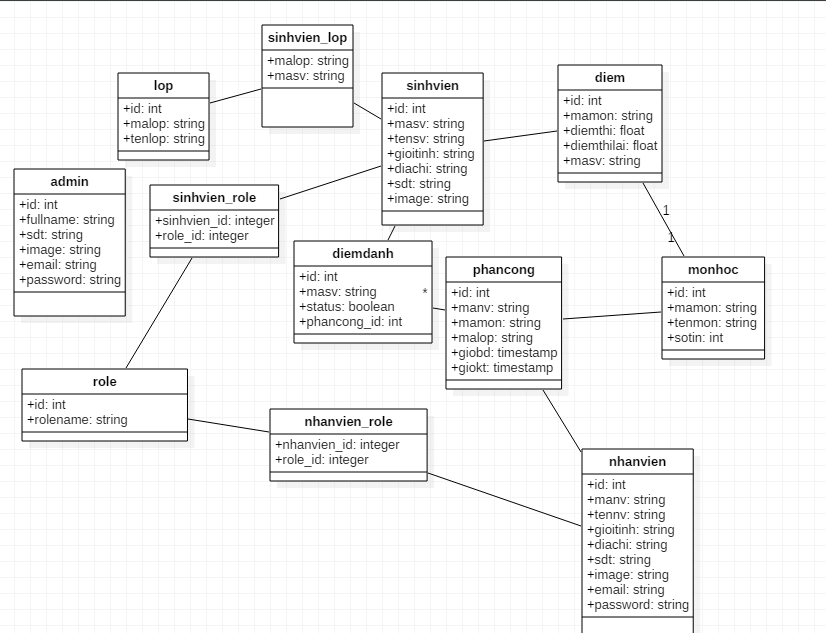 sinhvien_lop
+malop: string
+masv: string
lop
+id: int
+malop: string
+tenlop: string
sinhvien
+id: int
+masv: string
+tensv: string
+gioitinh: string
+diachi: string
+sdt: string
+image: string
diem
+id: int
+mamon: string
+diemthi: float
+diemthilai: float
+masv: string
admin
+id: int
+fullname: string
+sdt: string
+image: string
+email: string
+password: string
sinhvien_role
+sinhvien_id: integer
+role_id: integer
1
1
diemdanh
+id: int
+masv: string
*
+status: boolean
+phancong_id: int
phancong
+id: int
+manv: string
+mamon: string
+malop: string
+giobd: timestamp
+giokt: timestamp
monhoc
+id: int
+mamon: string
+tenmon: string
+sotin: int
role
+id: int
+rolename: string
nhanvien_role
+nhanvien_id: integer
+role_id: integer
nhanvien
+id: int
+manv: string
+tennv: string
+gioitinh: string
+diachi: string
+sdt: string
+image: string
+email: string
+password: string